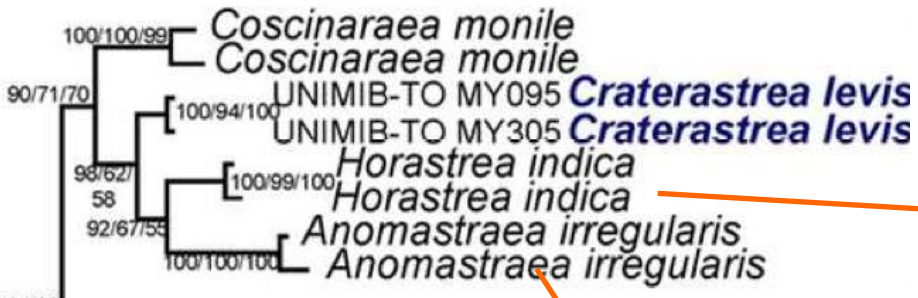 Coscinaraea monile
100/100/99
Coscinaraea monile
90/71/70
UNIMIB-TO MY095 Craterastrea levis
100/94/100
UNIMIB-TO MY305 Craterastrea levis
Horastrea indica
98/62/
58
100/99/100
Horastrea indica
92/67/55
Anomastraea irregularis
100/100/100
Anomastraea irregularis